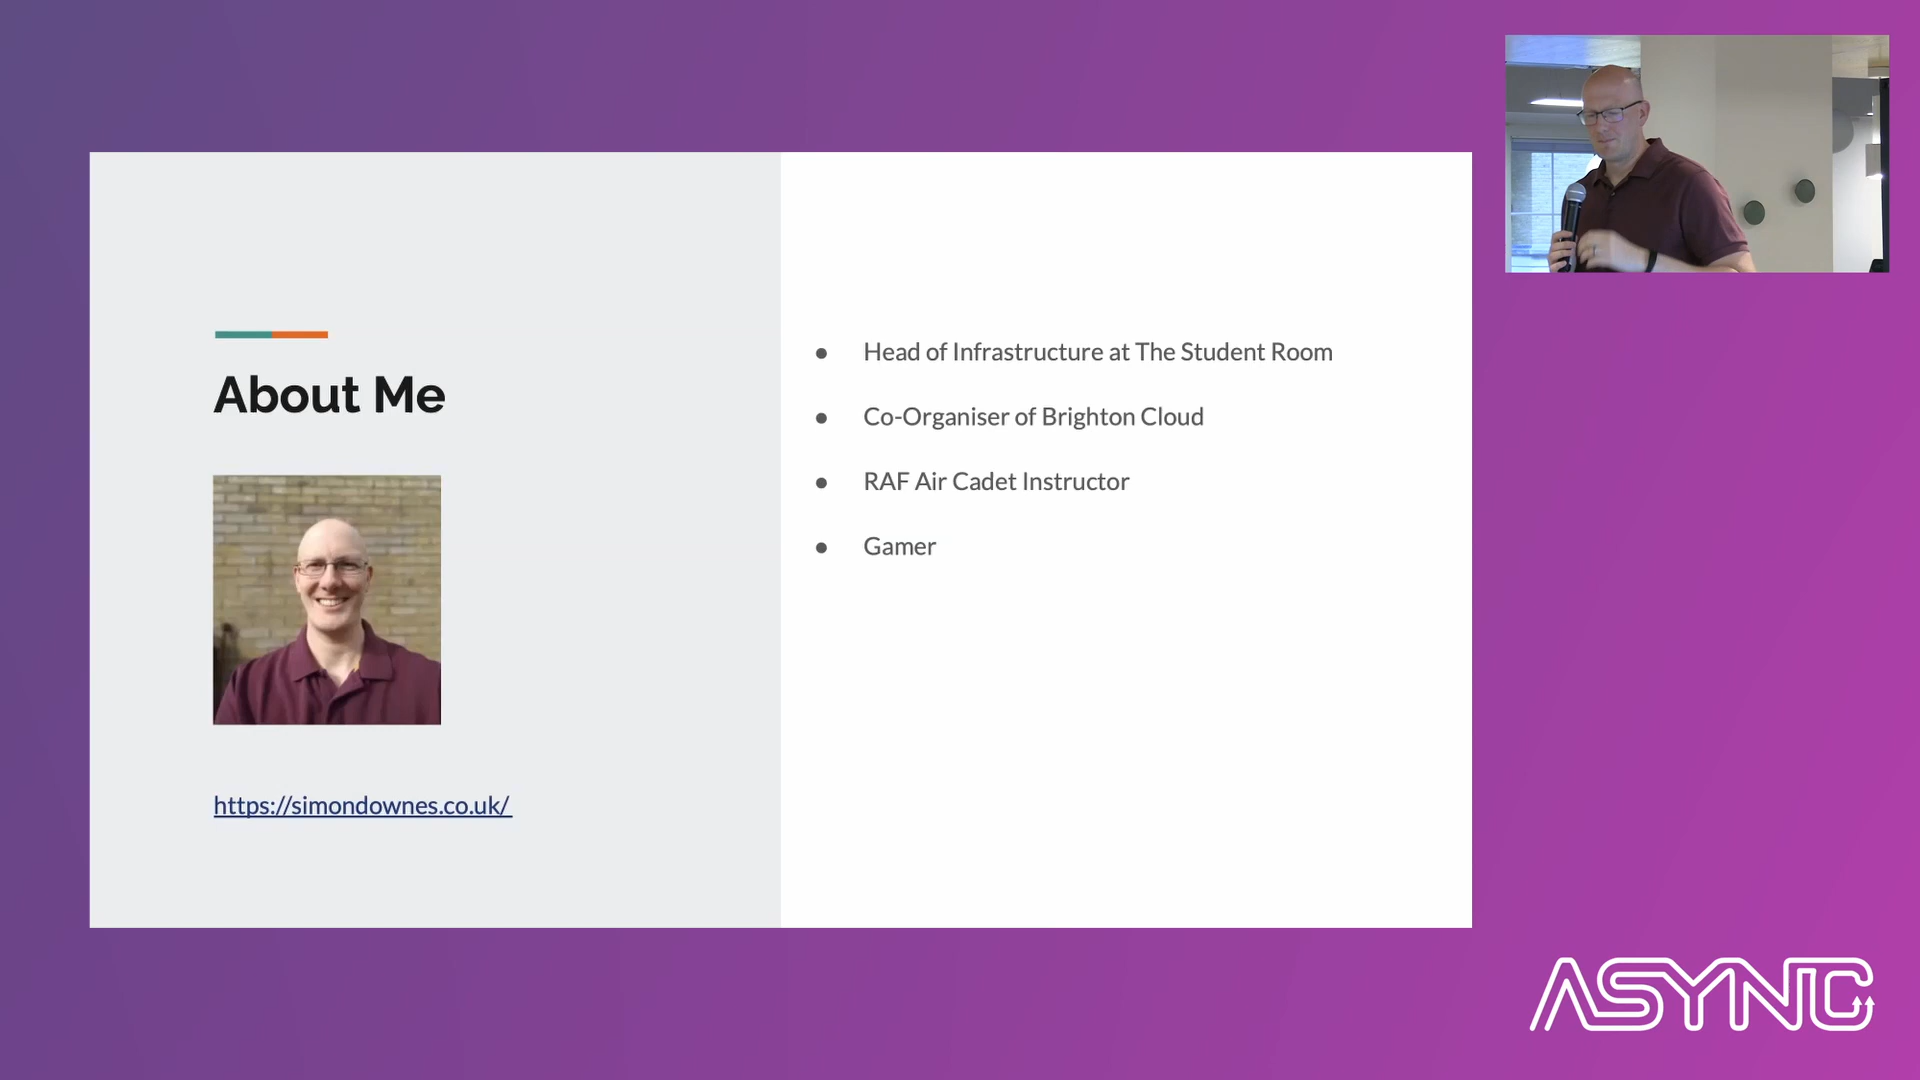 About Me
https://simondownes.co.uk/
● Head of Infrastructure at The Student Room
● Co-Organiser of Brighton Cloud
● RAF Air Cadet Instructor
● Gamer
ASYNC